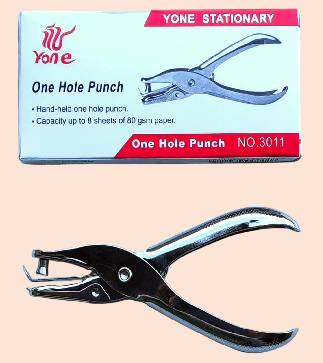 YONE STATIONARY
Yone
One Hole Punch
• Hand-held one hole punch.
• Capacity up to 8 sheets of 80 gsm paper.
One Hole Punch NO.3011